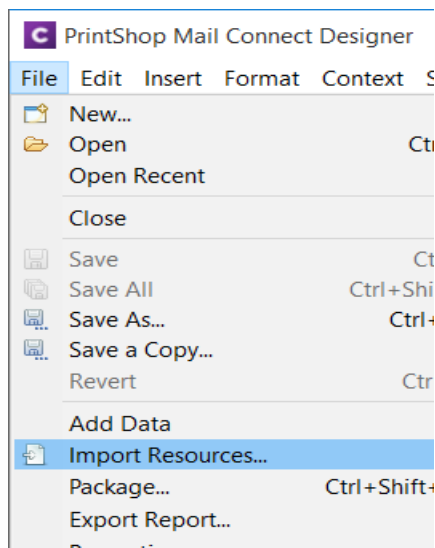 C PrintShop Mail Connect Designer
File Edit Insert Format Context
New...
Open
Open Recent
Close
Save
Save All
Save As...
Save a Copy...
Revert
Add Data
Import Resources...
Package... Ctrl+Shift+
Export Report...